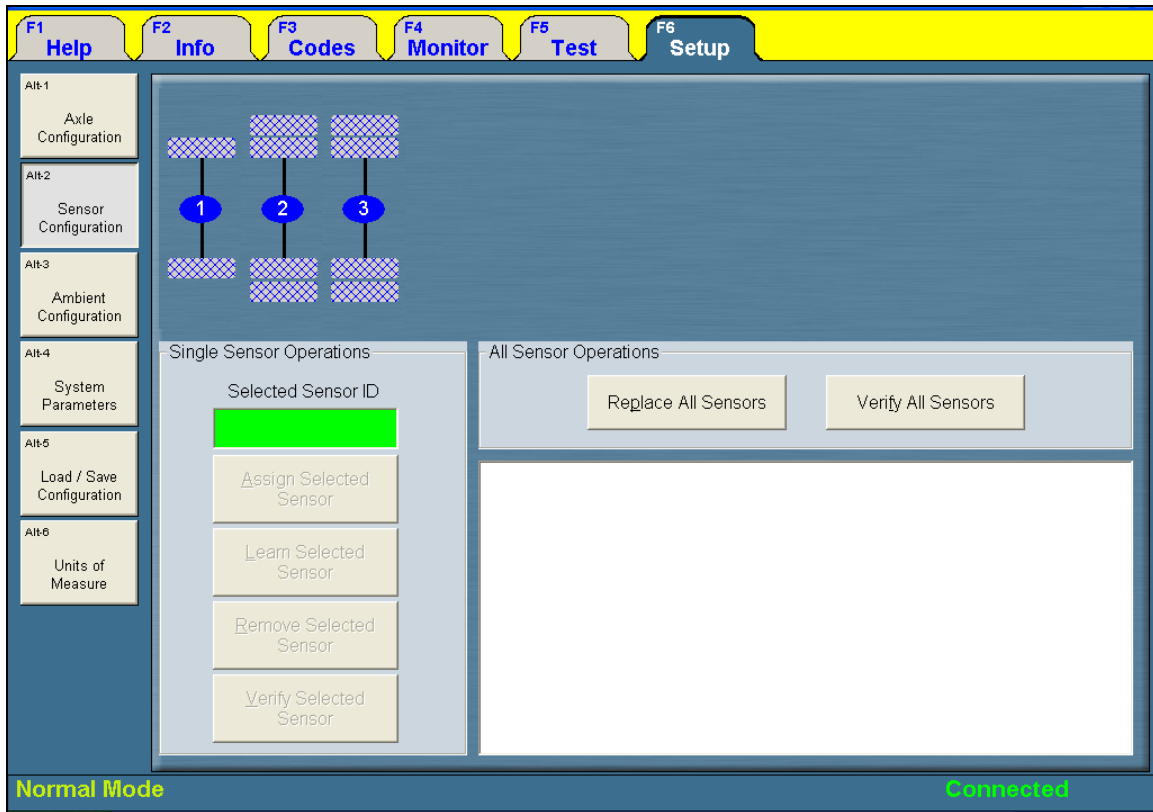 F1
Help
F2
Info
F3
Codes
F4
Monitor
F5
Test
F6
Setup
Alt-1
Axle
Configuration
Alt-2
Sensor
Configuration
Alt-3
Ambient
Configuration
Alt-4
System
Parameters
Alt-5
Load / Save
Configuration
Alt-6
Units of
Measure
1
2
3
Single Sensor Operations
Selected Sensor ID
Assign Selected
Sensor
Learn Selected
Sensor
Remove Selected
Sensor
Verify Selected
Sensor
All Sensor Operations
Replace All Sensors
Verify All Sensors
Normal Mode
Connected